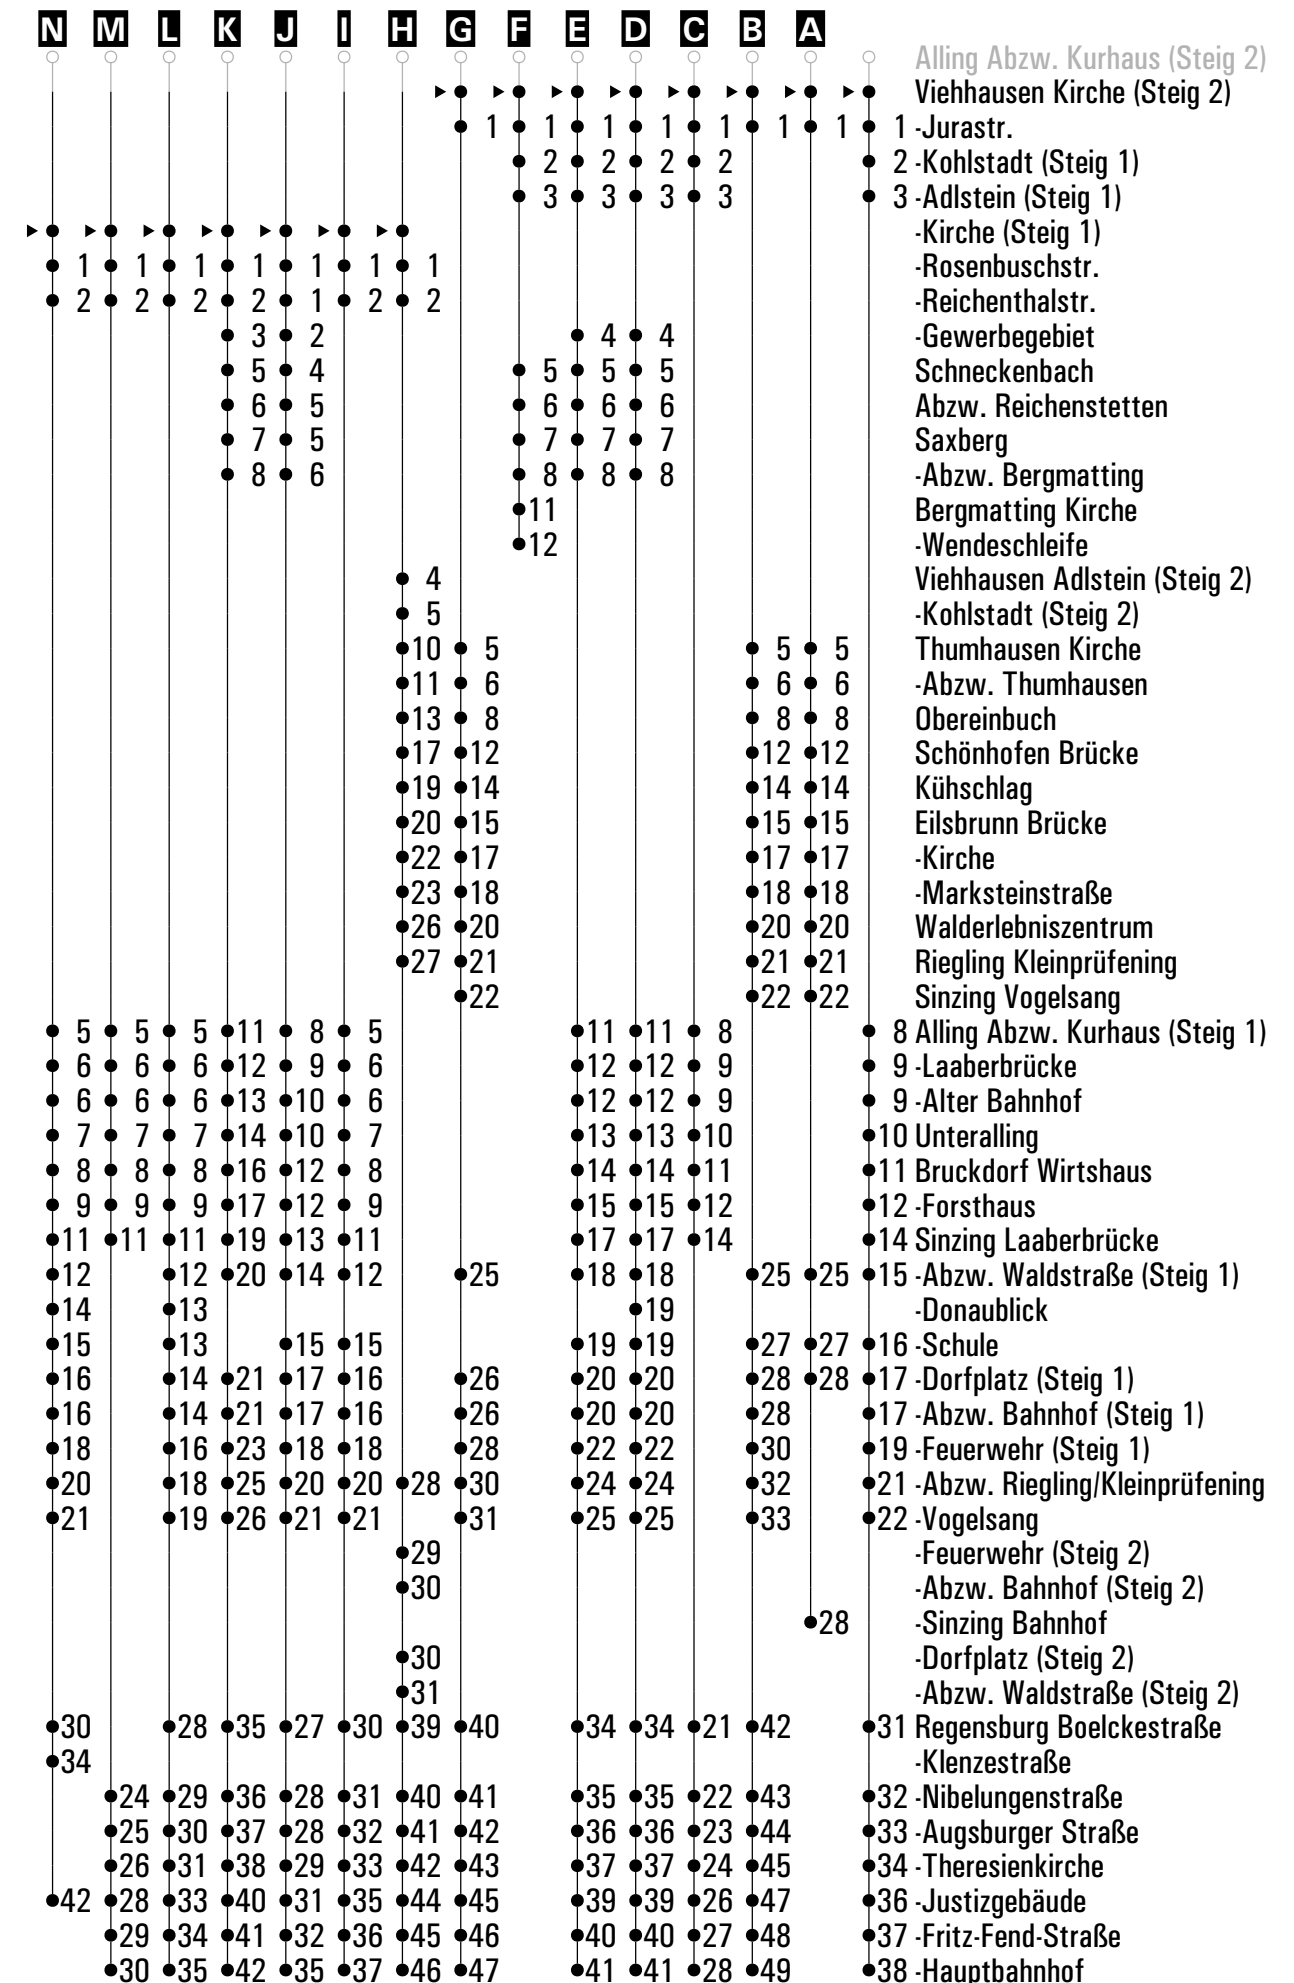 N M L K J I H G F E D C B A
Alling Abzw. Kurhaus (Steig 2)
Viehhausen Kirche (Steig 2)
1 1 1 1 1 1 1 1 -Jurastr.
2 2 2 2 2 -Kohlstadt (Steig 1)
3 3 3 3 3 -Adlstein (Steig 1)
-Kirche (Steig 1)
1 1 1 1 1 1 1 -Rosenbuschstr.
2 2 2 2 1 2 2 -Reichenthalstr.
3 2 4 4 -Gewerbegebiet
5 4 5 5 5 Schneckenbach
6 5 6 6 6 Abzw. Reichenstetten
7 5 7 7 7 Saxberg
8 6 8 8 8 -Abzw. Bergmatting
11 Bergmatting Kirche
12 -Wendeschleife
4 Viehhausen Adlstein (Steig 2)
5 -Kohlstadt (Steig 2)
10 5 5 5 Thumhausen Kirche
11 6 6 6 -Abzw. Thumhausen
13 8 8 8 Obereinbuch
17 12 12 12 Schönhofen Brücke
19 14 14 14 Kühschlag
20 15 15 15 Eilsbrunn Brücke
22 17 17 17 -Kirche
23 18 18 18 -Marksteinstraße
26 20 20 20 Walderlebniszentrum
27 21 21 21 Riegling Kleinprüfening
22 22 22 Sinzing Vogelsang
5 5 5 11 8 5 11 11 8 8 Alling Abzw. Kurhaus (Steig 1)
6 6 6 12 9 6 12 12 9 9 -Laaberbrücke
6 6 6 13 10 6 12 12 9 9 -Alter Bahnhof
7 7 7 14 10 7 13 13 10 10 Unteralling
8 8 8 16 12 8 14 14 11 11 Bruckdorf Wirtshaus
9 9 9 17 12 9 15 15 12 12 -Forsthaus
11 11 11 19 13 11 17 17 14 14 Sinzing Laaberbrücke
12 12 20 14 12 25 18 18 25 25 15 -Abzw. Waldstraße (Steig 1)
14 13 19 -Donaublick
15 13 15 15 19 19 27 27 16 -Schule
16 14 21 17 16 26 20 20 28 28 17 -Dorfplatz (Steig 1)
16 14 21 17 16 26 20 20 28 17 -Abzw. Bahnhof (Steig 1)
18 16 23 18 18 28 22 22 30 19 -Feuerwehr (Steig 1)
20 18 25 20 20 28 30 24 24 32 21 -Abzw. Riegling/Kleinprüfening
21 19 26 21 21 31 25 25 33 22 -Vogelsang
29 -Feuerwehr (Steig 2)
30 -Abzw. Bahnhof (Steig 2)
28 -Sinzing Bahnhof
30 -Dorfplatz (Steig 2)
31 -Abzw. Waldstraße (Steig 2)
30 28 35 27 30 39 40 34 34 21 42 31 Regensburg Boelckestraße
34 -Klenzestraße
24 29 36 28 31 40 41 35 35 22 43 32 -Nibelungenstraße
25 30 37 28 32 41 42 36 36 23 44 33 -Augsburger Straße
26 31 38 29 33 42 43 37 37 24 45 34 -Theresienkirche
42 28 33 40 31 35 44 45 39 39 26 47 36 -Justizgebäude
29 34 41 32 36 45 46 40 40 27 48 37 -Fritz-Fend-Straße
30 35 42 35 37 46 47 41 41 28 49 38 -Hauptbahnhof